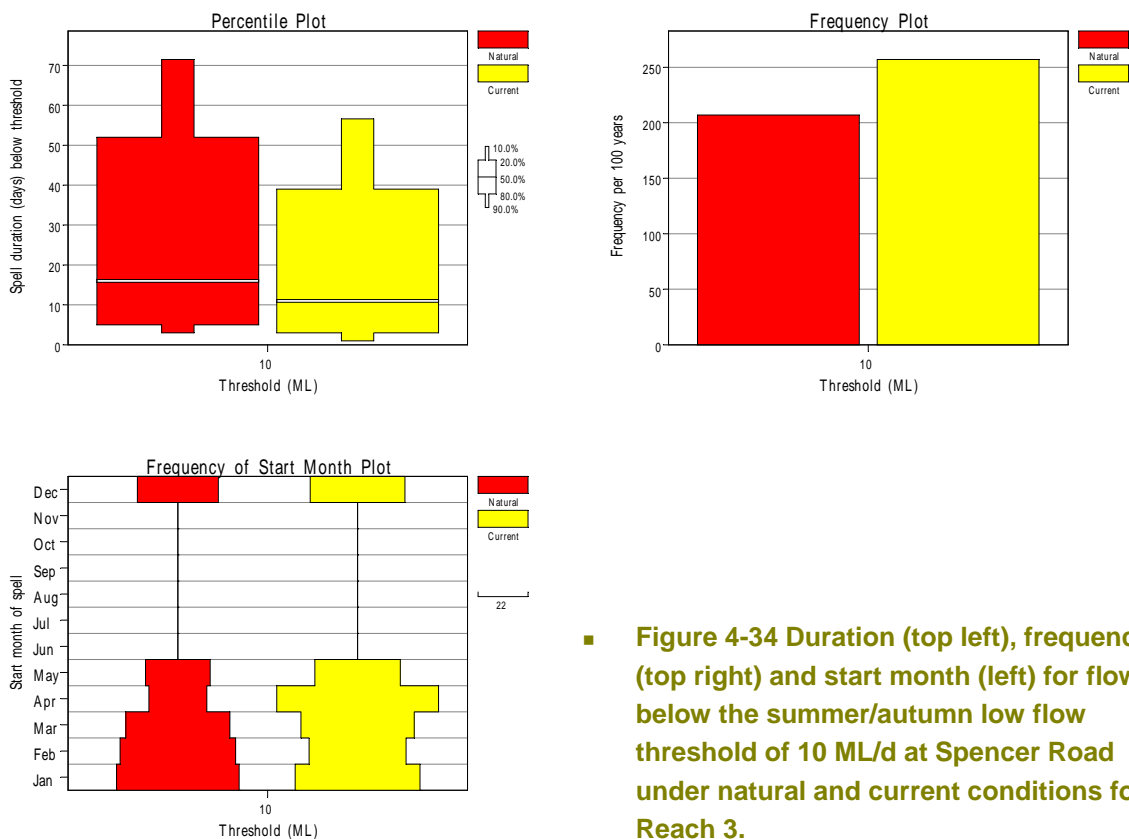 Percentile Plot
Spell duration (days) below threshold
70
60
50
40
30
20
10
0
10
Threshold (ML)
Natural
Current
10.0%
20.0%
50.0%
80.0%
90.0%
Frequency Plot
Frequency per 100 years
250
200
150
100
50
0
10
Threshold (ML)
Natural
Current
Frequency of Start Month Plot
Start month of spell
Dec
Nov
Oct
Sep
Aug
Jul
Jun
May
Apr
Mar
Feb
Jan
10
Threshold (ML)
Natural
Current
22
▪ Figure 4-34 Duration (top left), frequenc
(top right) and start month (left) for flow
below the summer/autumn low flow
threshold of 10 ML/d at Spencer Road
under natural and current conditions fo
Reach 3.